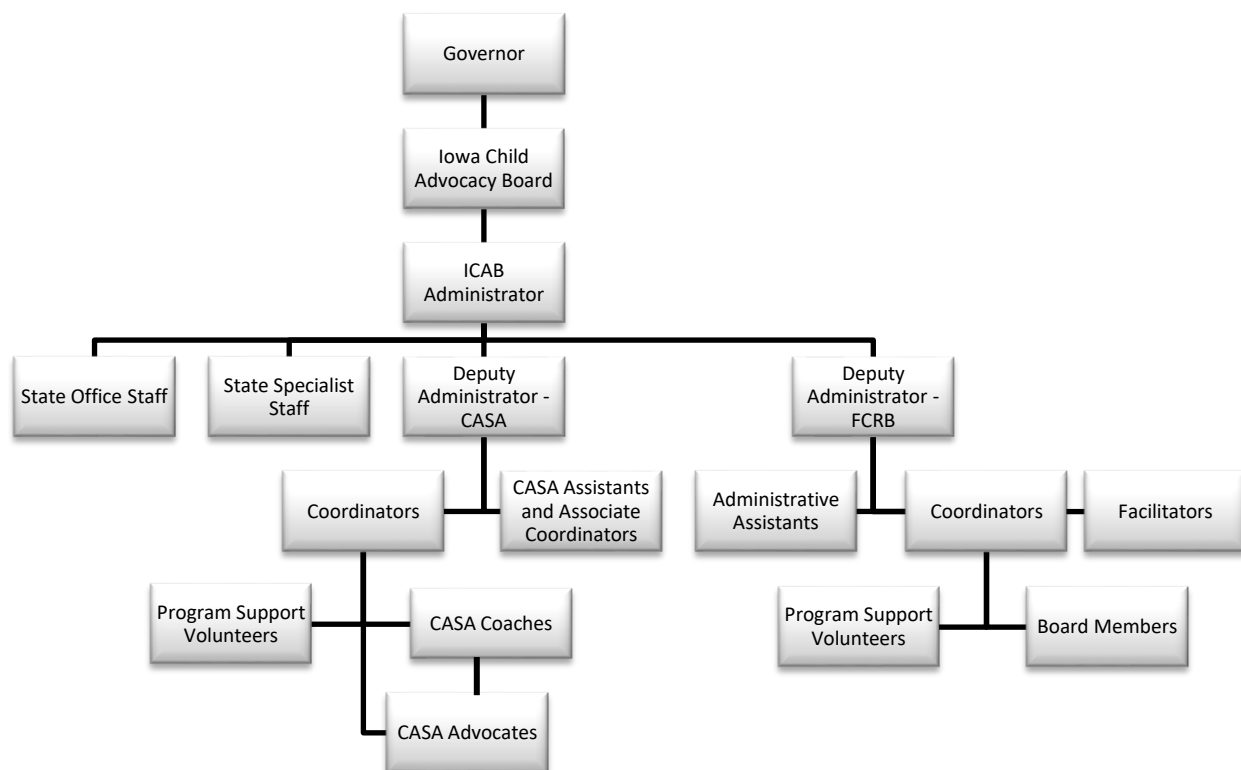 Governor
Iowa Child
Advocacy Board
ICAB
Administrator
State Office Staff
State Specialist
Staff
Deputy
Administrator -
CASA
Deputy
Administrator -
FCRB
Coordinators
CASA Assistants
and Associate
Coordinators
Administrative
Assistants
Coordinators
Facilitators
Program Support
Volunteers
CASA Coaches
Program Support
Volunteers
Board Members
CASA Advocates